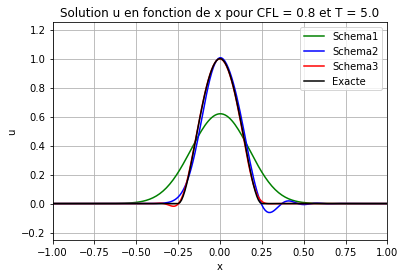 Solution u en fonction de x pour CFL = 0.8 et T = 5.0
1.2
1.0
0.8
0.6
0.4
0.2
0.0
−0.2
u
Schema1
Schema2
Schema3
Exacte
−1.00 −0.75 −0.50 −0.25 0.00 0.25 0.50 0.75 1.00
x